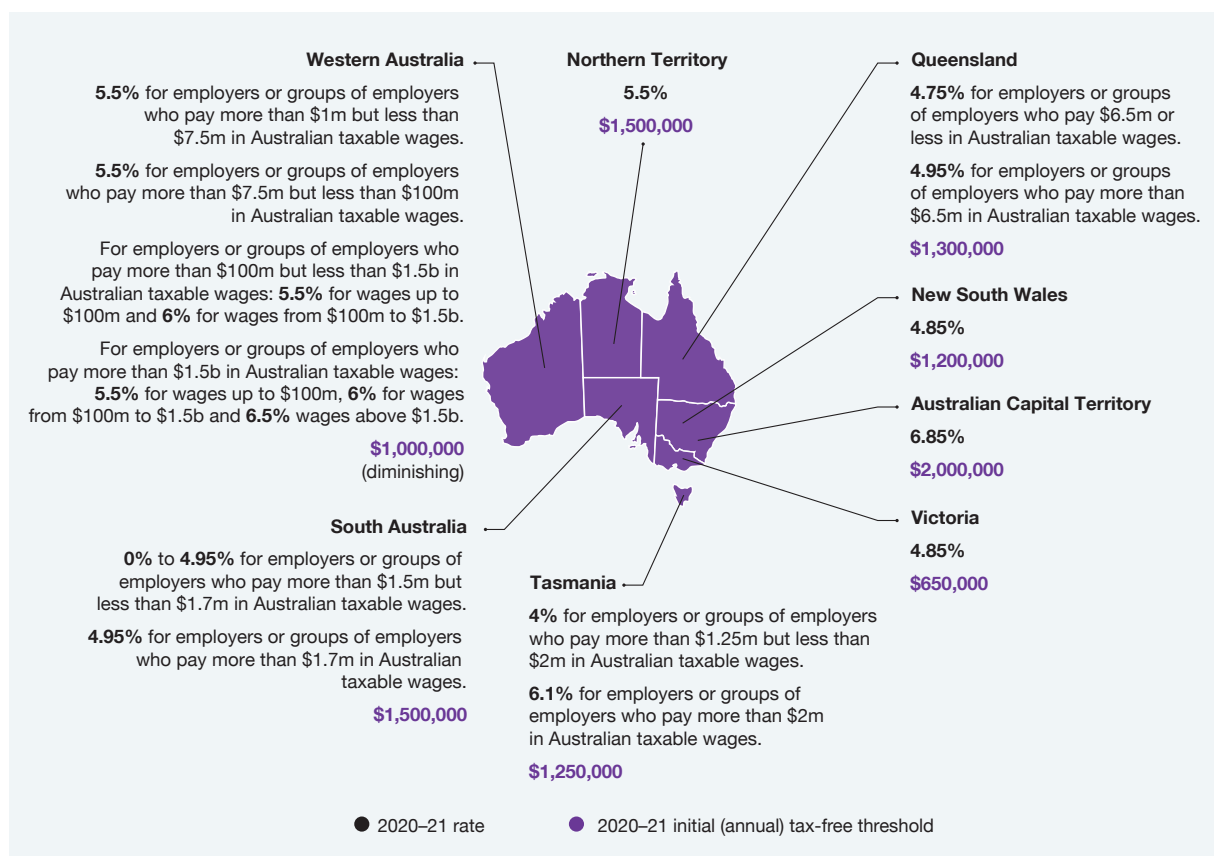 Western Australia
5.5% for employers or groups of employers
who pay more than $1m but less than
$7.5m in Australian taxable wages.
5.5% for employers or groups of employers
who pay more than $7.5m but less than $100m
in Australian taxable wages.
For employers or groups of employers who
pay more than $100m but less than $1.5b in
Australian taxable wages: 5.5% for wages up to
$100m and 6% for wages from $100m to $1.5b.
For employers or groups of employers who
pay more than $1.5b in Australian taxable wages:
5.5% for wages up to $100m, 6% for wages
from $100m to $1.5b and 6.5% wages above $1.5b.
$1,000,000
(diminishing)
South Australia
0% to 4.95% for employers or groups of
employers who pay more than $1.5m but
less than $1.7m in Australian taxable wages.
4.95% for employers or groups of employers
who pay more than $1.7m in Australian
taxable wages.
$1,500,000
Northern Territory
5.5%
$1,500,000
Tasmania
4% for employers or groups of employers
who pay more than $1.25m but less than
$2m in Australian taxable wages.
6.1% for employers or groups of
employers who pay more than $2m
in Australian taxable wages.
$1,250,000
Queensland
4.75% for employers or groups
of employers who pay $6.5m or
less in Australian taxable wages.
4.95% for employers or groups
of employers who pay more than
$6.5m in Australian taxable wages.
$1,300,000
New South Wales
4.85%
$1,200,000
Australian Capital Territory
6.85%
$2,000,000
Victoria
4.85%
$650,000
2020–21 rate
2020–21 initial (annual) tax-free threshold